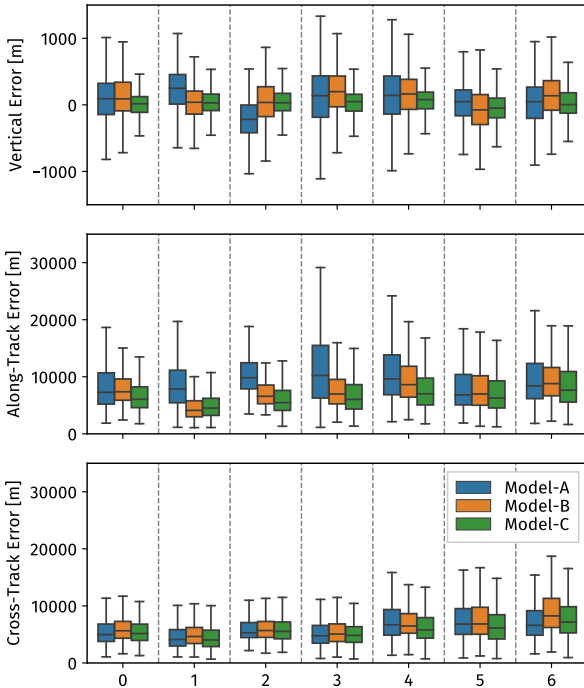 1000
0
−1000
Vertical Error [m]
30000
20000
10000
0
Along-Track Error [m]
30000
20000
10000
0
Cross-Track Error [m]
Model-A
Model-B
Model-C
0 1 2 3 4 5 6